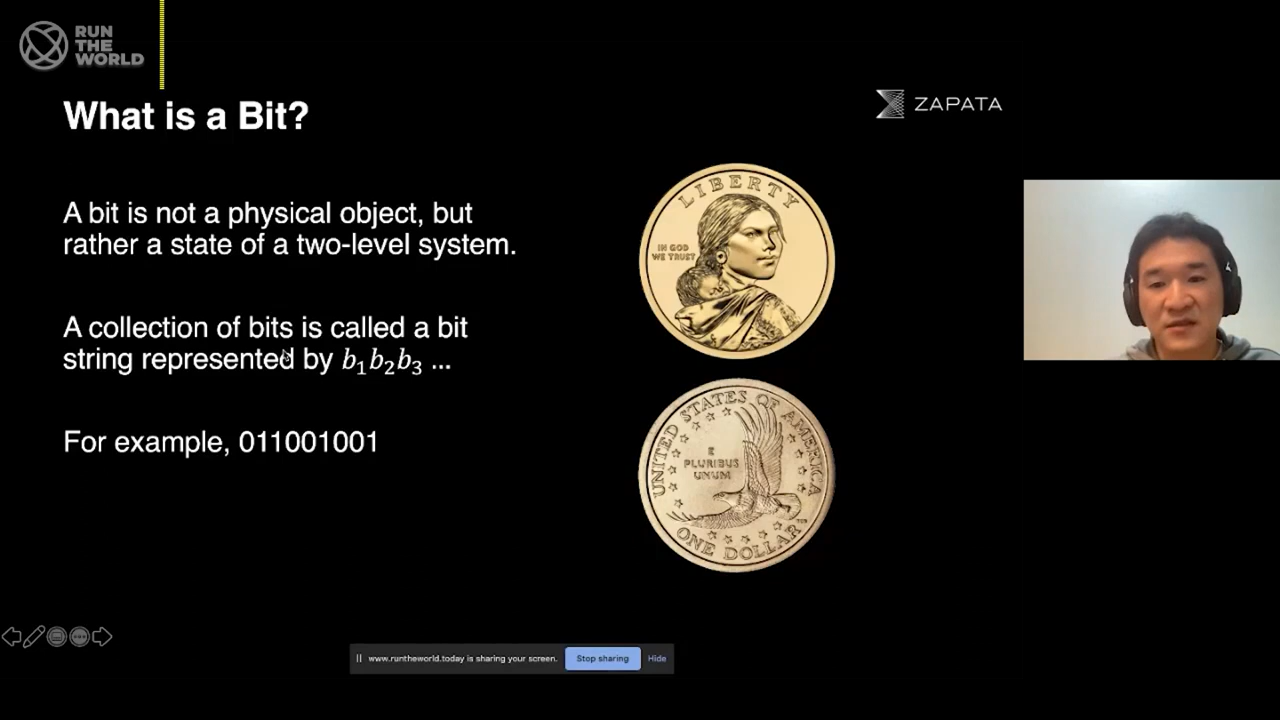 RUN
THE
WORLD
What is a Bit?
ZAPATA
A bit is not a physical object, but
rather a state of a two-level system.
A collection of bits is called a bit
string represented by b₁b₂b₃ ...
For example, 011001001
LIBERTY
IN GOD
WE TRUST
UNITED STATES OF AMERICA
E
PLURIBUS
UNUM
ONE DOLLAR
www.runtheworld.today is sharing your screen.
Stop sharing
Hide